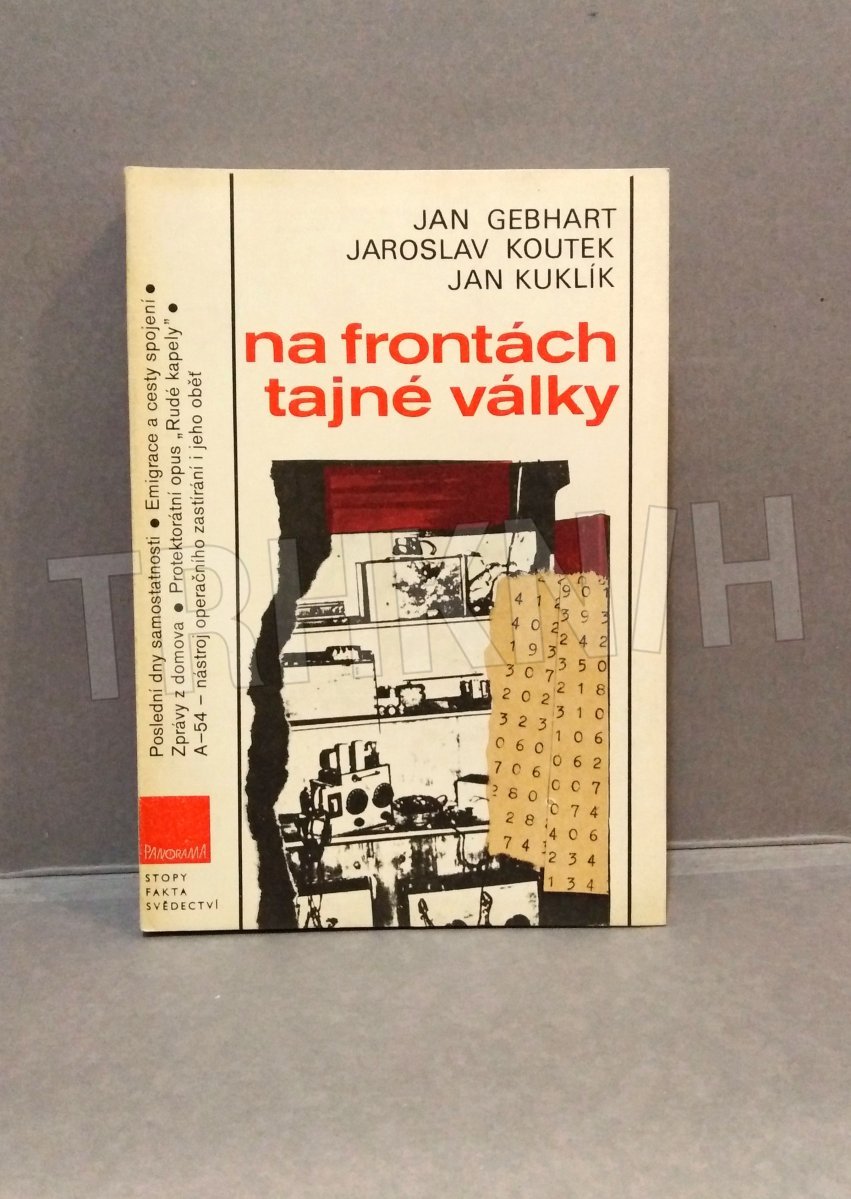 JAN GEBHART
JAROSLAV KOUTEK
JAN KUKLÍK
na frontách
tajné války
Poslední dny samostatnosti ● Emigrace a cesty spojení ●
Zprávy z domova ● Protektorátní opus „Rudé kapely" ●
A–54 – nástroj operačního zastírání i jeho oběť
PANORAMA
STOPY
FAKTA
SVĚDECTVÍ
TRHKNIH